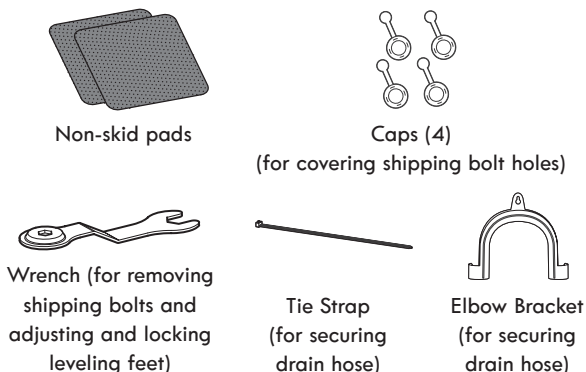 Non-skid pads
Caps (4)
(for covering shipping bolt holes)
Wrench (for removing
shipping bolts and
adjusting and locking
leveling feet)
Tie Strap
(for securing
drain hose)
Elbow Bracket
(for securing
drain hose)